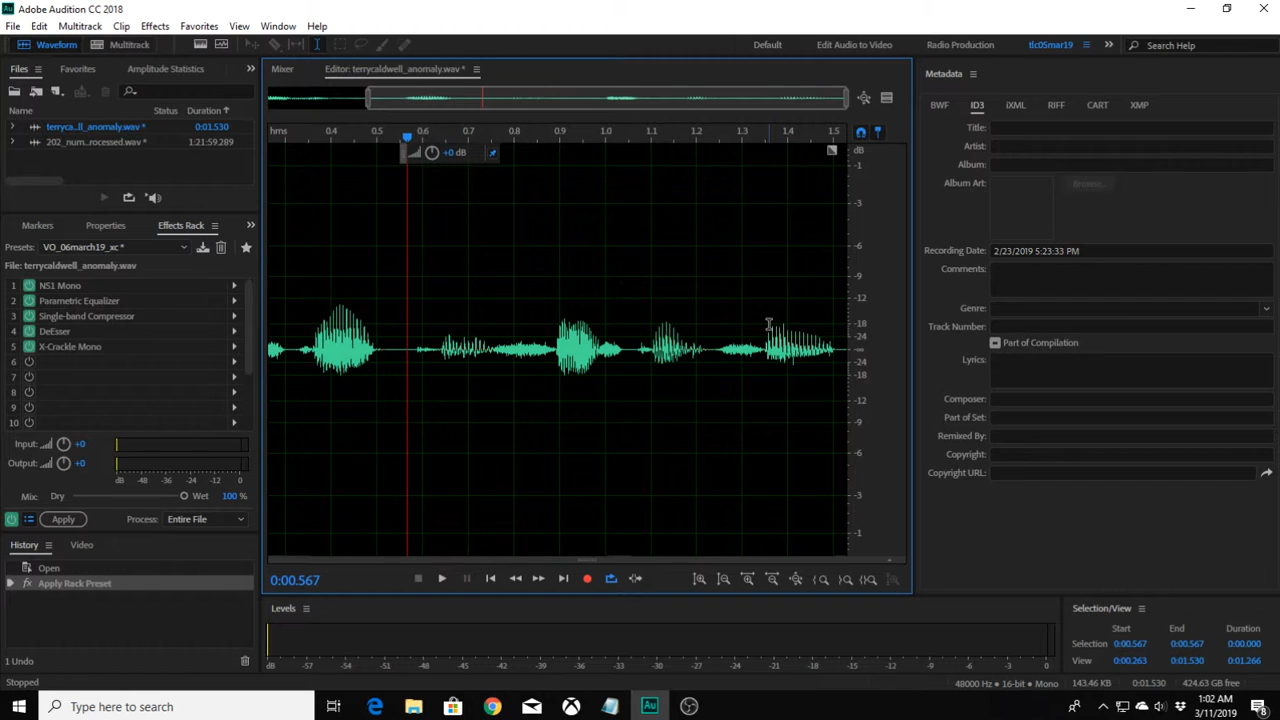 Au Adobe Audition CC 2018
File Edit Multitrack Clip Effects Favorites View Window Help
Waveform Multitrack Default Edit Audio to Video Radio Production tlc05mar19 Search Help
Files Favorites Amplitude Statistics
Name Status Duration
terryca...ll_anomaly.wav* 0:01.530
202_num...rocessed.wav* 1:21:59.289
Markers Properties Effects Rack
Presets: VO_06march19_xc *
File: terrycaldwell_anomaly.wav
1 NS1 Mono
2 Parametric Equalizer
3 Single-band Compressor
4 DeEsser
5 X-Crackle Mono
6
7
8
9
10
Input: +0
Output: +0
dB -48 -36 -24 -12 0
Mix: Dry Wet 100 %
Apply Process: Entire File
History Video
Open
fx Apply Rack Preset
1 Undo
Stopped
Mixer Editor: terrycaldwell_anomaly.wav*
hms 0.4 0.5 0.6 0.7 0.8 0.9 1.0 1.1 1.2 1.3 1.4 1.5
+0 dB
dB
-1
-3
-6
-9
-12
-18
-24
-∞
-24
-18
-12
-9
-6
-3
-1
0:00.567
Levels
dB -57 -54 -51 -48 -45 -42 -39 -36 -33 -30 -27 -24 -21 -18 -15 -12 -9 -6 -3 0
Metadata
BWF ID3 iXML RIFF CART XMP
Title:
Artist:
Album:
Album Art: Browse...
Recording Date: 2/23/2019 5:23:33 PM
Comments:
Genre:
Track Number:
Part of Compilation
Lyrics:
Composer:
Part of Set:
Remixed By:
Copyright:
Copyright URL:
Selection/View
Start End Duration
Selection 0:00.567 0:00.567 0:00.000
View 0:00.263 0:01.530 0:01.266
48000 Hz • 16-bit • Mono 143.46 KB 0:01.530 424.63 GB free
Type here to search
Au
1:02 AM
3/11/2019
8